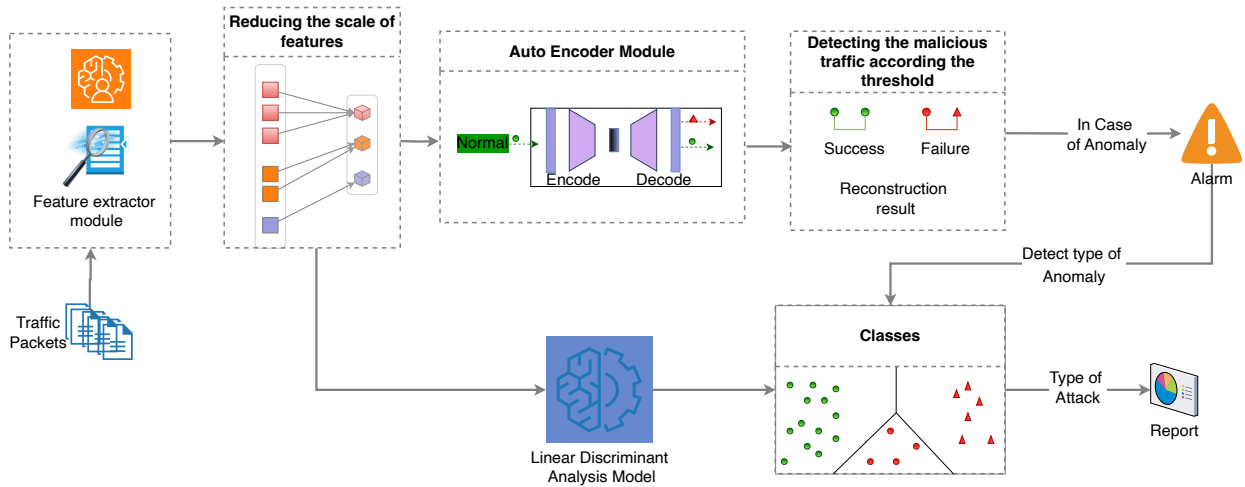 Reducing the scale of
features
Auto Encoder Module
Detecting the malicious
traffic according the
threshold
Normal
Encode
Decode
Success
Failure
Reconstruction
result
In Case
of Anomaly
Alarm
Feature extractor
module
Traffic
Packets
Detect type of
Anomaly
Classes
Linear Discriminant
Analysis Model
Type of
Attack
Report